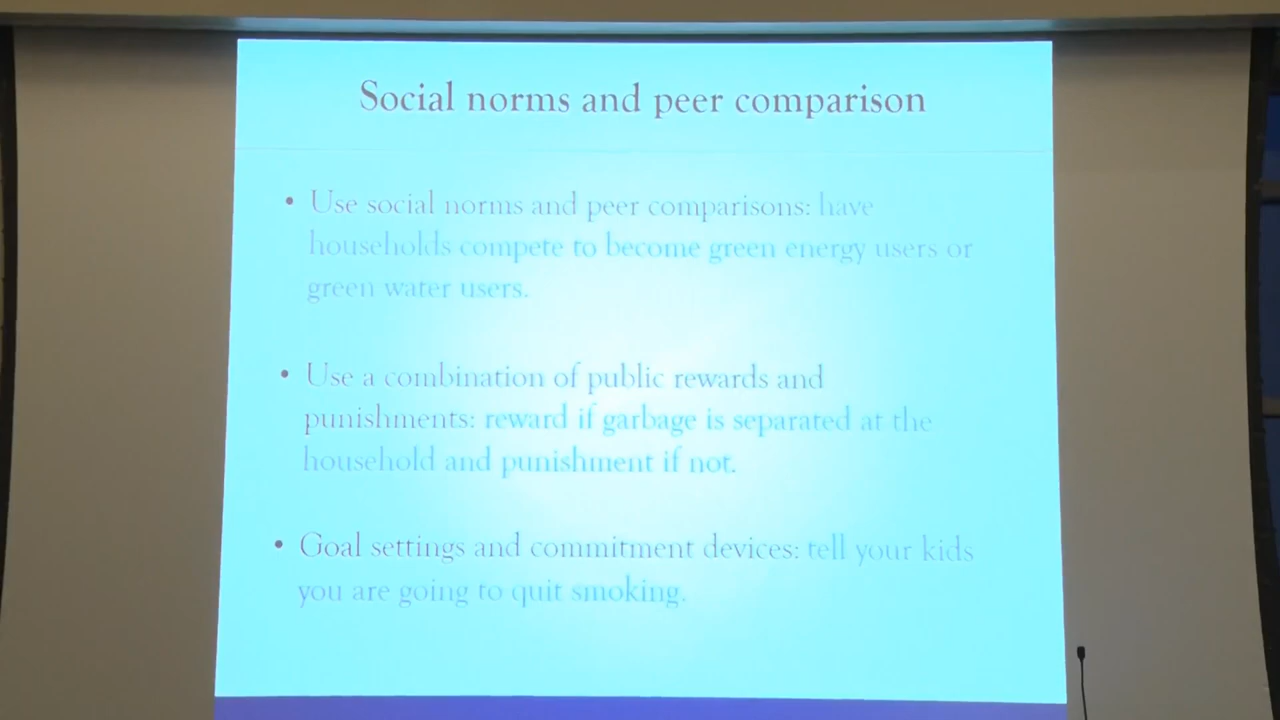 Social norms and peer comparison
• Use social norms and peer comparisons: have
households compete to become green energy users or
green water users.
• Use a combination of public rewards and
punishments: reward if garbage is separated at the
household and punishment if not.
• Goal settings and commitment devices: tell your kids
you are going to quit smoking.